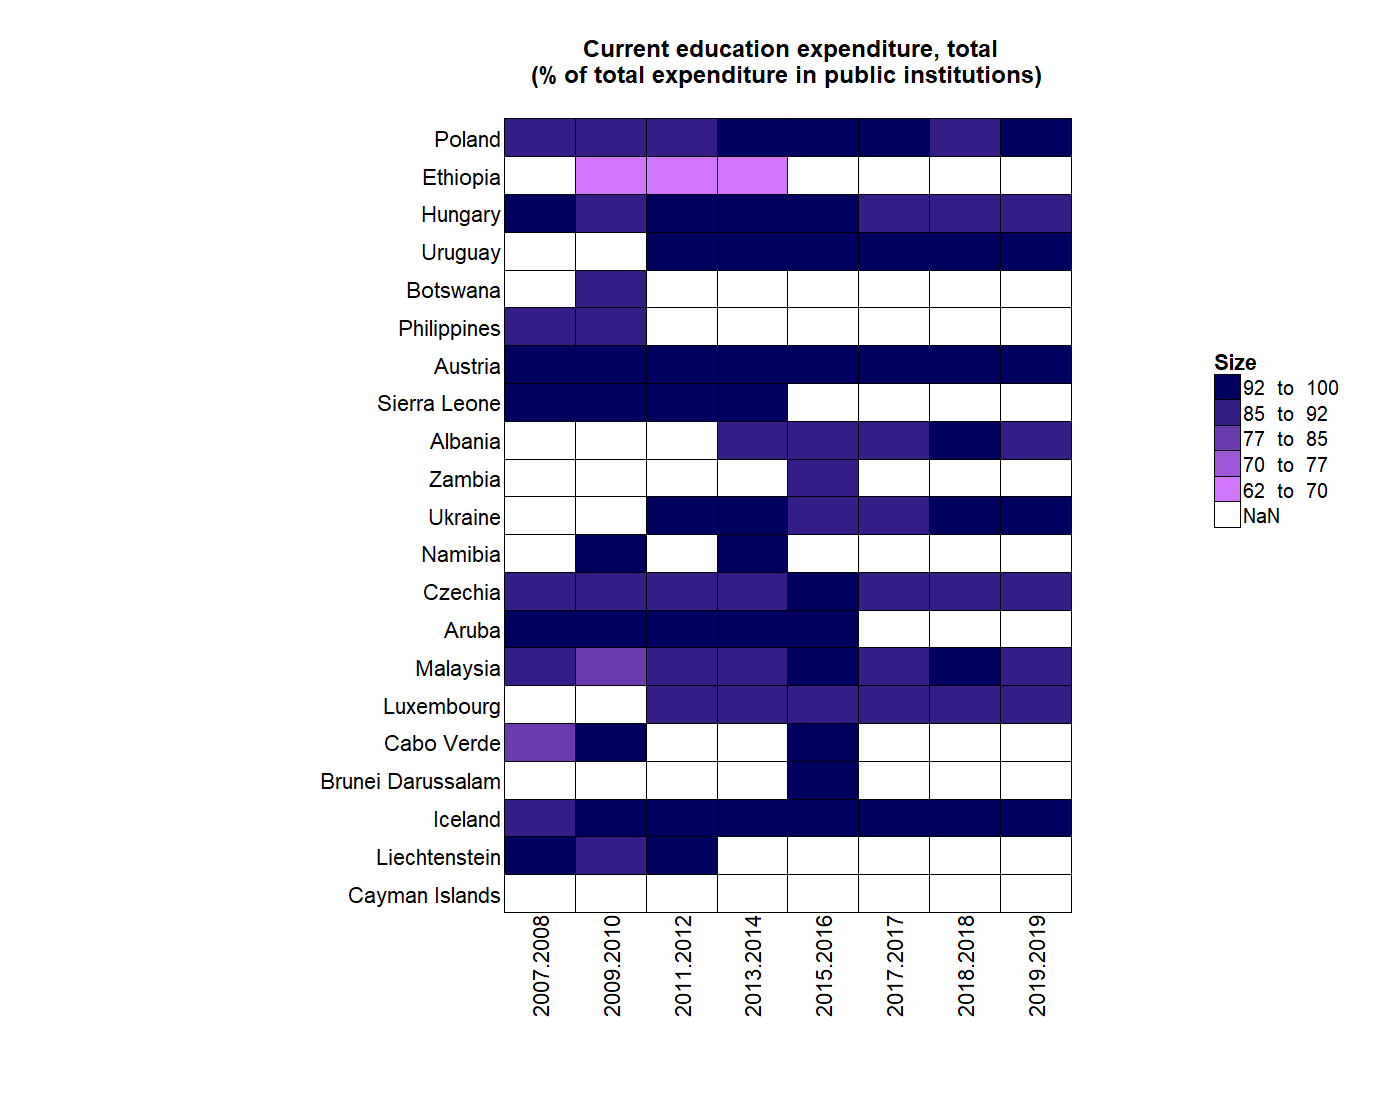 Current education expenditure, total
(% of total expenditure in public institutions)
Poland
Ethiopia
Hungary
Uruguay
Botswana
Philippines
Austria
Sierra Leone
Albania
Zambia
Ukraine
Namibia
Czechia
Aruba
Malaysia
Luxembourg
Cabo Verde
Brunei Darussalam
Iceland
Liechtenstein
Cayman Islands
2007.2008
2009.2010
2011.2012
2013.2014
2015.2016
2017.2017
2018.2018
2019.2019
Size
92 to 100
85 to 92
77 to 85
70 to 77
62 to 70
NaN